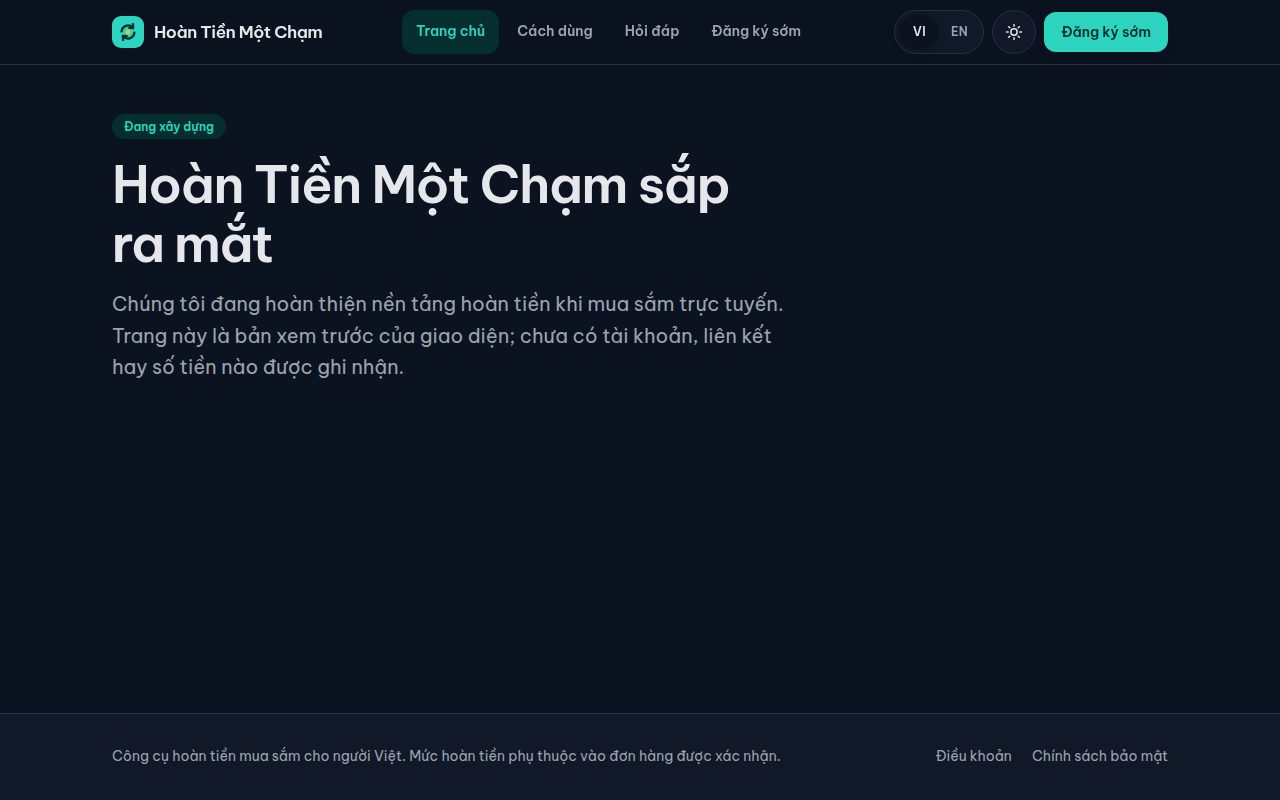 Hoàn Tiền Một Chạm
Trang chủ
Cách dùng
Hỏi đáp
Đăng ký sớm
VI
EN
Đăng ký sớm
Đang xây dựng
Hoàn Tiền Một Chạm sắp
ra mắt
Chúng tôi đang hoàn thiện nền tảng hoàn tiền khi mua sắm trực tuyến.
Trang này là bản xem trước của giao diện; chưa có tài khoản, liên kết
hay số tiền nào được ghi nhận.
Công cụ hoàn tiền mua sắm cho người Việt. Mức hoàn tiền phụ thuộc vào đơn hàng được xác nhận.
Điều khoản
Chính sách bảo mật